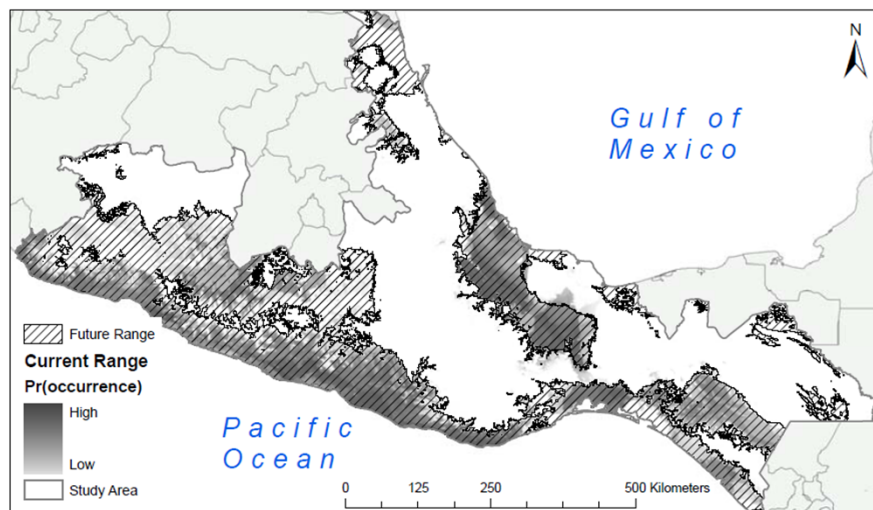 N
Gulf of
Mexico
Future Range
Current Range
Pr(occurrence)
High
Low
Study Area
Pacific
Ocean
0 125 250 500 Kilometers